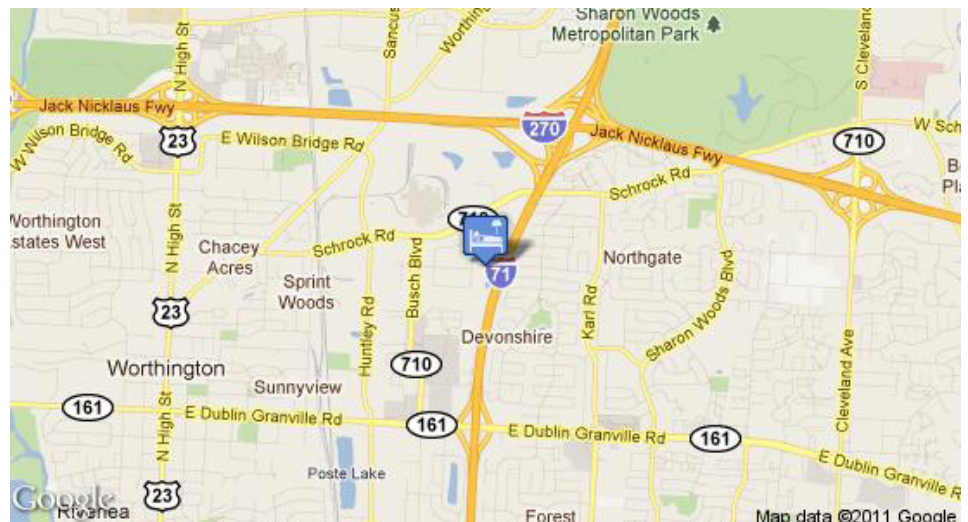 Sharon Woods
Metropolitan Park
Sancus
Worthing
N High St
S Cleveland
Jack Nicklaus Fwy
270
Jack Nicklaus Fwy
710
W Sch
W Wilson Bridge Rd
23
E Wilson Bridge Rd
Schrock Rd
Worthington
states West
N High St
Chacey
Acres
Schrock Rd
Busch Blvd
71
Northgate
Sprint
Woods
23
Huntley Rd
Karl Rd
Sharon Woods Blvd
Devonshire
Worthington
Sunnyview
710
Cleveland Ave
161
E Dublin Granville Rd
161
E Dublin Granville Rd
161
E Dublin Granville Rd
N High St
Poste Lake
23
Google
Forest
Map data ©2011 Google